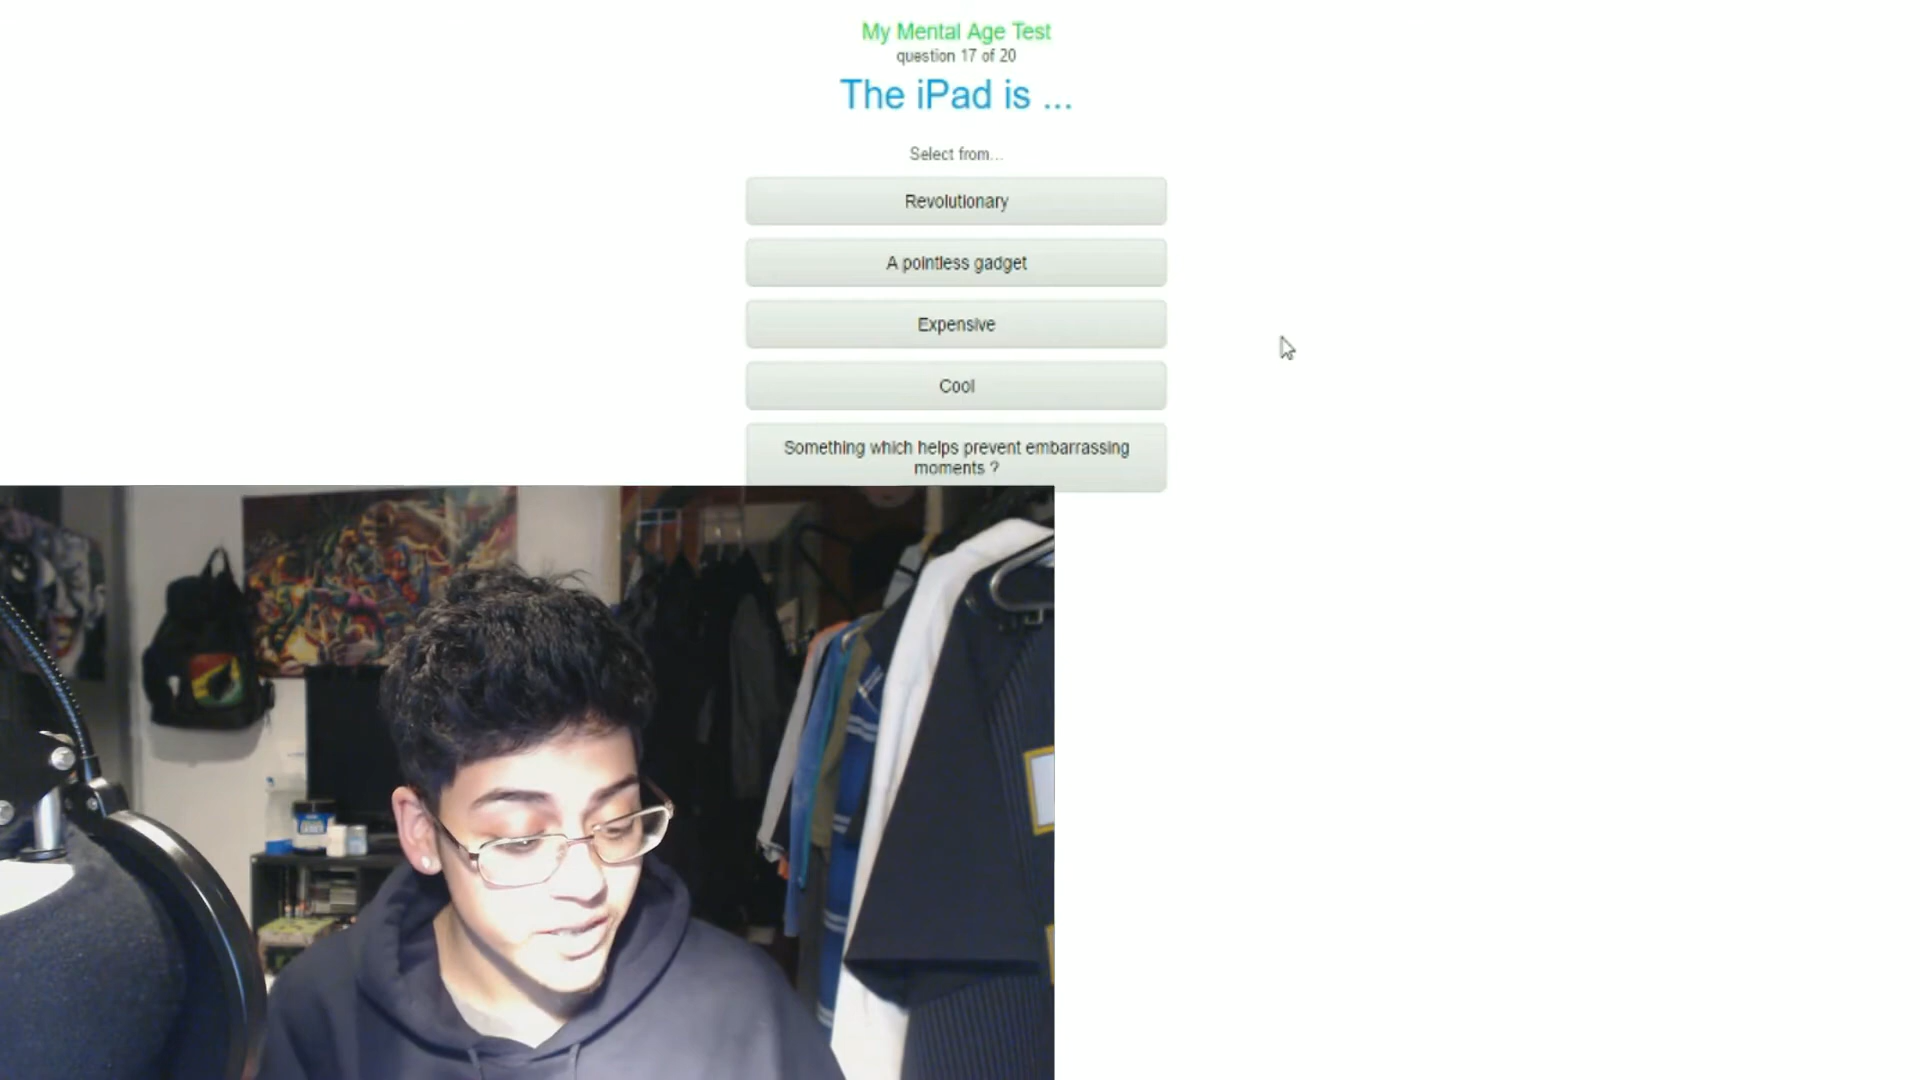 My Mental Age Test
question 17 of 20
The iPad is ...
Select from...
Revolutionary
A pointless gadget
Expensive
Cool
Something which helps prevent embarrassing
moments ?